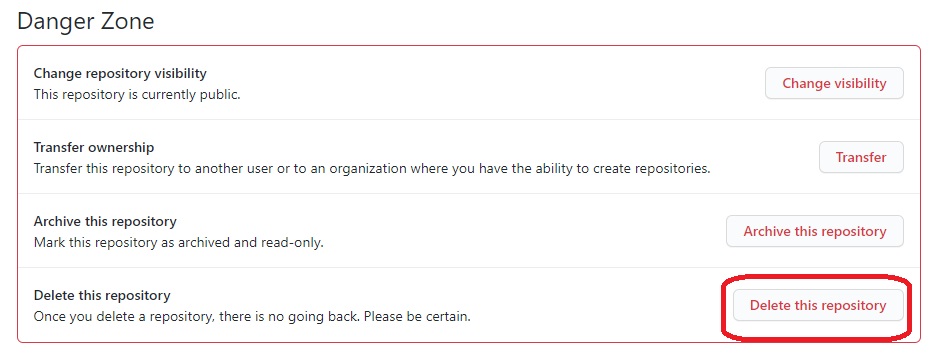 Danger Zone
Change repository visibility
This repository is currently public.
Change visibility
Transfer ownership
Transfer this repository to another user or to an organization where you have the ability to create repositories.
Transfer
Archive this repository
Mark this repository as archived and read-only.
Archive this repository
Delete this repository
Once you delete a repository, there is no going back. Please be certain.
Delete this repository